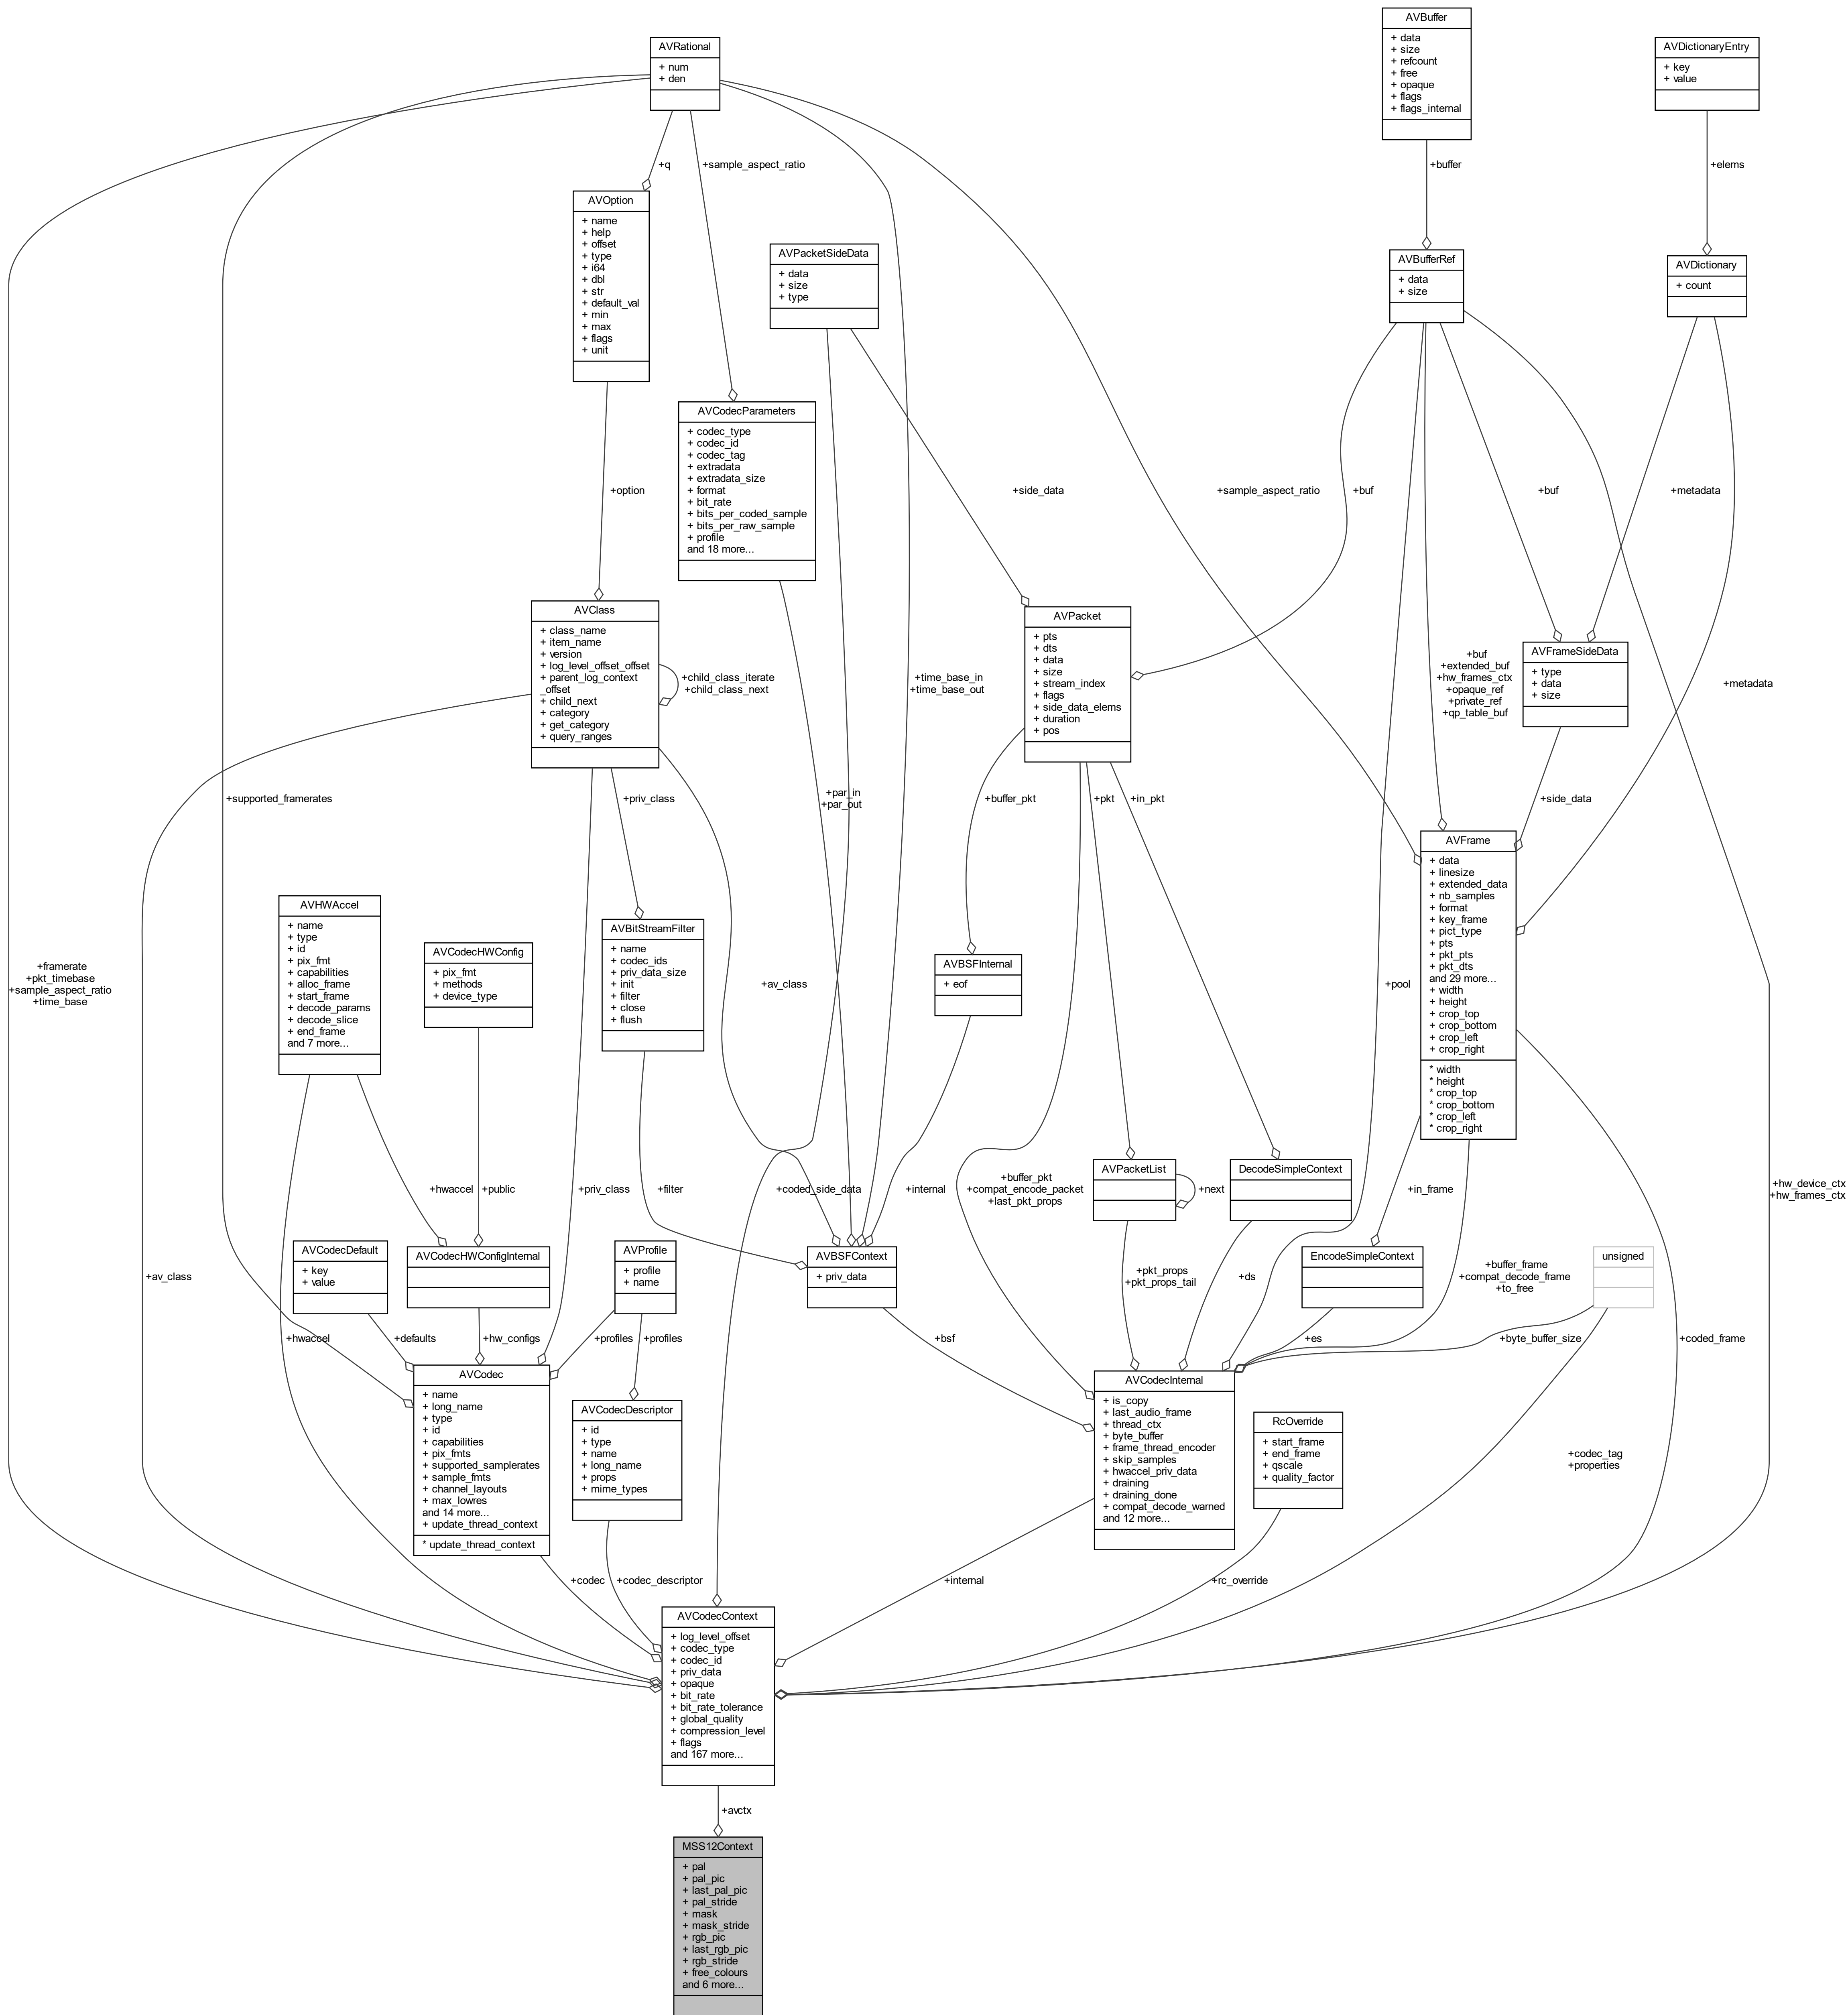 AVBuffer
+ data
+ size
+ refcount
+ free
+ opaque
+ flags
+ flags_internal
AVRational
+ num
+ den
AVDictionaryEntry
+ key
+ value
+q
+sample_aspect_ratio
+buffer
+elems
AVOption
+ name
+ help
+ offset
+ type
+ i64
+ dbl
+ str
+ default_val
+ min
+ max
+ flags
+ unit
AVPacketSideData
+ data
+ size
+ type
AVBufferRef
+ data
+ size
AVDictionary
+ count
AVCodecParameters
+ codec_type
+ codec_id
+ codec_tag
+ extradata
+ extradata_size
+ format
+ bit_rate
+ bits_per_coded_sample
+ bits_per_raw_sample
+ profile
and 18 more...
+option
+side_data
+sample_aspect_ratio
+buf
+buf
+metadata
AVClass
+ class_name
+ item_name
+ version
+ log_level_offset_offset
+ parent_log_context
_offset
+ child_next
+ category
+ get_category
+ query_ranges
+child_class_iterate
+child_class_next
+time_base_in
+time_base_out
AVPacket
+ pts
+ dts
+ data
+ size
+ stream_index
+ flags
+ side_data_elems
+ duration
+ pos
+buf
+extended_buf
+hw_frames_ctx
+opaque_ref
+private_ref
+qp_table_buf
AVFrameSideData
+ type
+ data
+ size
+metadata
+supported_framerates
+priv_class
+par_in
+par_out
+buffer_pkt
+pkt
+in_pkt
+side_data
AVFrame
+ data
+ linesize
+ extended_data
+ nb_samples
+ format
+ key_frame
+ pict_type
+ pts
+ pkt_pts
+ pkt_dts
and 29 more...
+ width
+ height
+ crop_top
+ crop_bottom
+ crop_left
+ crop_right
* width
* height
* crop_top
* crop_bottom
* crop_left
* crop_right
+framerate
+pkt_timebase
+sample_aspect_ratio
+time_base
AVHWAccel
+ name
+ type
+ id
+ pix_fmt
+ capabilities
+ alloc_frame
+ start_frame
+ decode_params
+ decode_slice
+ end_frame
and 7 more...
AVCodecHWConfig
+ pix_fmt
+ methods
+ device_type
AVBitStreamFilter
+ name
+ codec_ids
+ priv_data_size
+ init
+ filter
+ close
+ flush
+av_class
AVBSFInternal
+ eof
+pool
+hwaccel
+public
+priv_class
+filter
+coded_side_data
+internal
+buffer_pkt
+compat_encode_packet
+last_pkt_props
AVPacketList
+next
DecodeSimpleContext
+in_frame
+hw_device_ctx
+hw_frames_ctx
+av_class
AVCodecDefault
+ key
+ value
AVCodecHWConfigInternal
AVProfile
+ profile
+ name
AVBSFContext
+ priv_data
+pkt_props
+pkt_props_tail
+ds
EncodeSimpleContext
+buffer_frame
+compat_decode_frame
+to_free
unsigned
+hwaccel
+defaults
+hw_configs
+profiles
+profiles
+bsf
+es
+byte_buffer_size
+coded_frame
AVCodec
+ name
+ long_name
+ type
+ id
+ capabilities
+ pix_fmts
+ supported_samplerates
+ sample_fmts
+ channel_layouts
+ max_lowres
and 14 more...
+ update_thread_context
* update_thread_context
AVCodecDescriptor
+ id
+ type
+ name
+ long_name
+ props
+ mime_types
AVCodecInternal
+ is_copy
+ last_audio_frame
+ thread_ctx
+ byte_buffer
+ frame_thread_encoder
+ skip_samples
+ hwaccel_priv_data
+ draining
+ draining_done
+ compat_decode_warned
and 12 more...
RcOverride
+ start_frame
+ end_frame
+ qscale
+ quality_factor
+codec_tag
+properties
+codec
+codec_descriptor
+internal
+rc_override
AVCodecContext
+ log_level_offset
+ codec_type
+ codec_id
+ priv_data
+ opaque
+ bit_rate
+ bit_rate_tolerance
+ global_quality
+ compression_level
+ flags
and 167 more...
+avctx
MSS12Context
+ pal
+ pal_pic
+ last_pal_pic
+ pal_stride
+ mask
+ mask_stride
+ rgb_pic
+ last_rgb_pic
+ rgb_stride
+ free_colours
and 6 more...